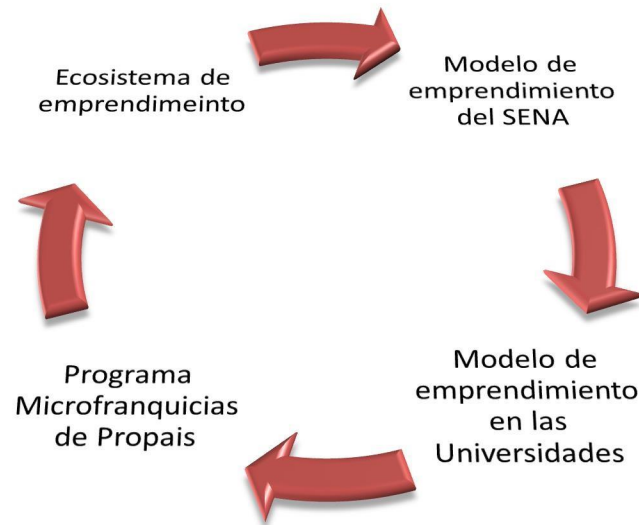 Ecosistema de
emprendimeinto
Modelo de
emprendimiento
del SENA
Modelo de
emprendimiento
en las
Universidades
Programa
Microfranquicias
de Propais